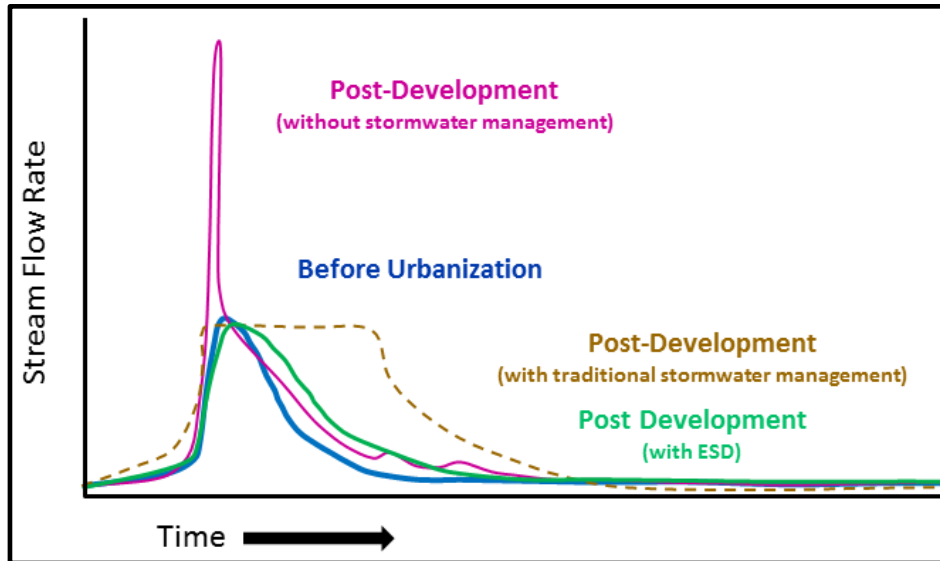 Post-Development
(without stormwater management)
Stream Flow Rate
Before Urbanization
Post-Development
(with traditional stormwater management)
Post Development
(with ESD)
Time